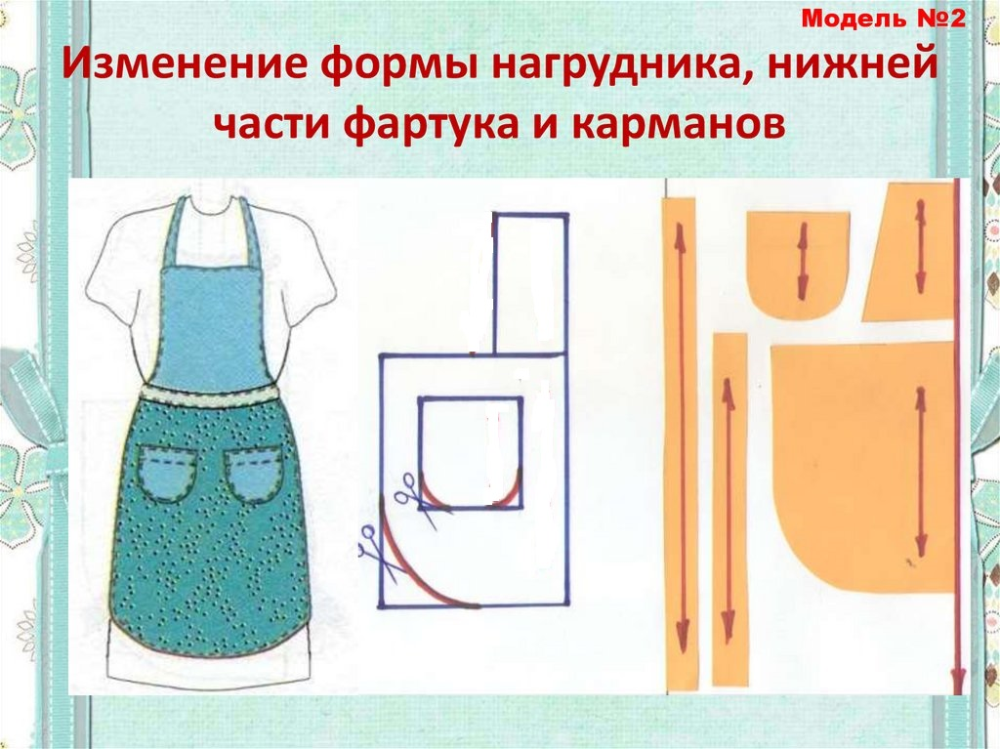 Модель №2
Изменение формы нагрудника, нижней
части фартука и карманов